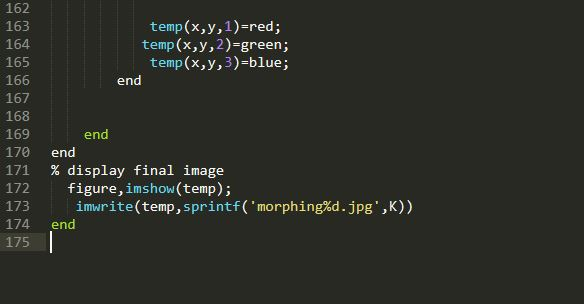 162
163 temp(x,y,1)=red;
164 temp(x,y,2)=green;
165 temp(x,y,3)=blue;
166 end
167
168
169 end
170 end
171 % display final image
172 figure,imshow(temp);
173 imwrite(temp,sprintf('morphing%d.jpg',K))
174 end
175